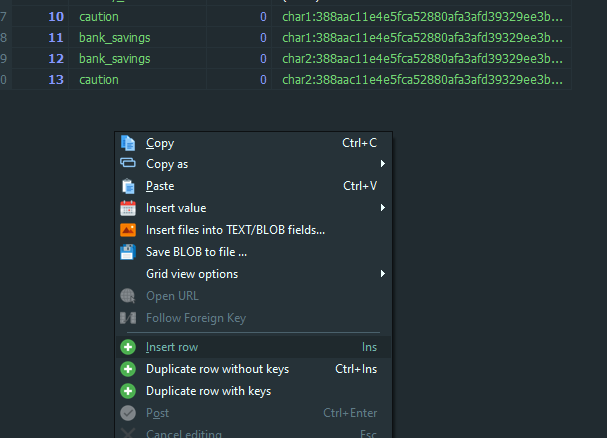 7 10 caution 0 char1:388aac11e4e5fca52880afa3afd39329ee3b...
8 11 bank_savings 0 char1:388aac11e4e5fca52880afa3afd39329ee3b...
9 12 bank_savings 0 char2:388aac11e4e5fca52880afa3afd39329ee3b...
0 13 caution 0 char2:388aac11e4e5fca52880afa3afd39329ee3b...
Copy Ctrl+C
Copy as
Paste Ctrl+V
Insert value
Insert files into TEXT/BLOB fields...
Save BLOB to file ...
Grid view options
Open URL
Follow Foreign Key
Insert row Ins
Duplicate row without keys Ctrl+Ins
Duplicate row with keys
Post Ctrl+Enter
Cancel editing Esc